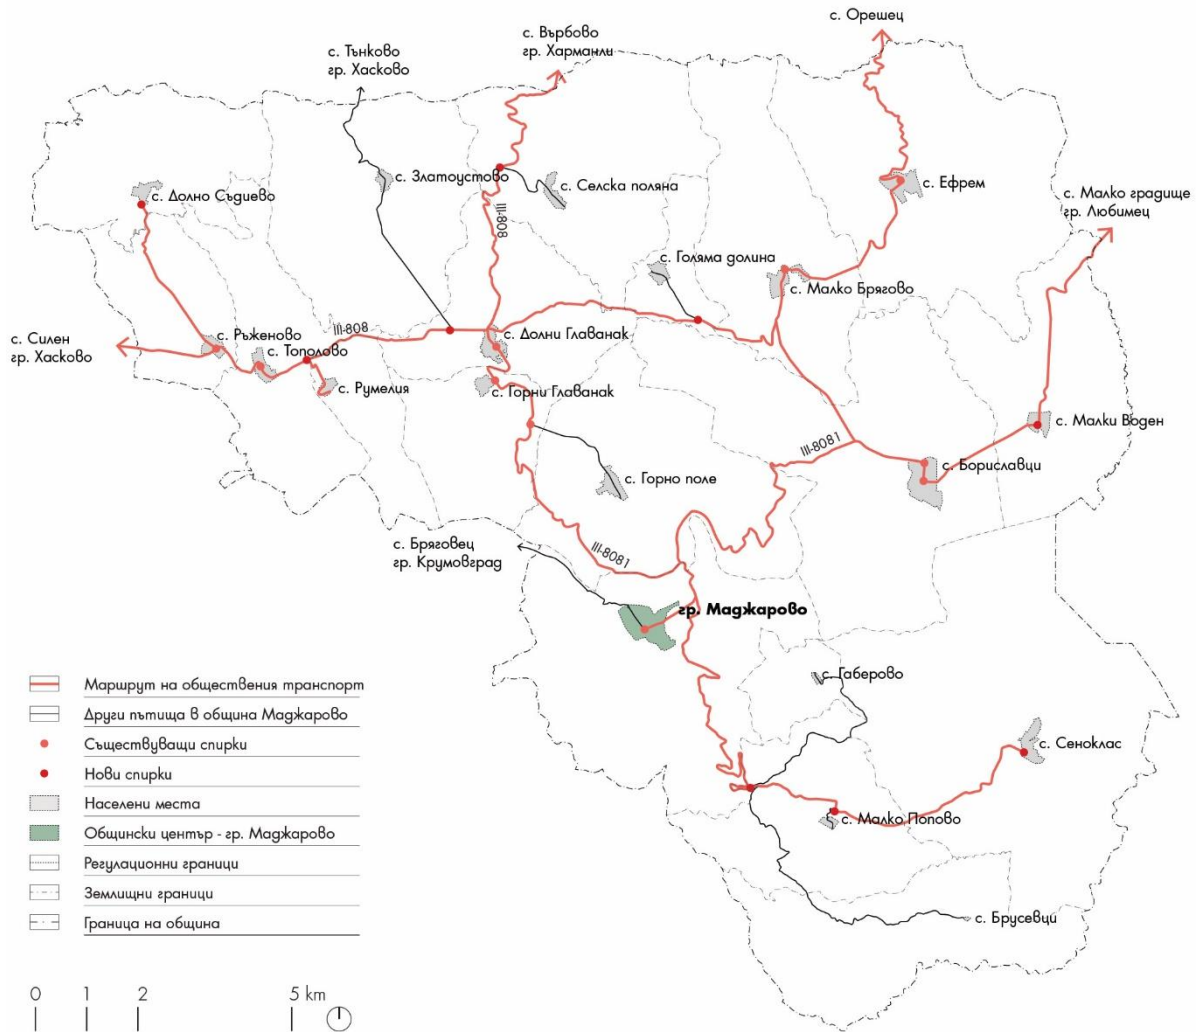 с. Орешец
с. Върбово
гр. Харманли
с. Тънково
гр. Хасково
с. Златоустово
с. Селска поляна
с. Ефрем
с. Долно Съдиево
с. Малко градище
гр. Любимец
III-808
с. Голяма долина
с. Малко Брягово
с. Силен
гр. Хасково
с. Ръженово
III-808
с. Долни Главанак
с. Тополово
с. Румелия
с. Горни Главанак
с. Малки Воден
III-8081
с. Бориславци
с. Горно поле
с. Бряговец
гр. Крумовград
III-8081
гр. Маджарово
с. Габерово
с. Сеноклас
с. Малко Попово
с. Брусевци
Маршрут на обществения транспорт
Други пътища в община Маджарово
Съществуващи спирки
Нови спирки
Населени места
Общински център - гр. Маджарово
Регулационни граници
Землищни граници
Граница на община
0 1 2 5 km